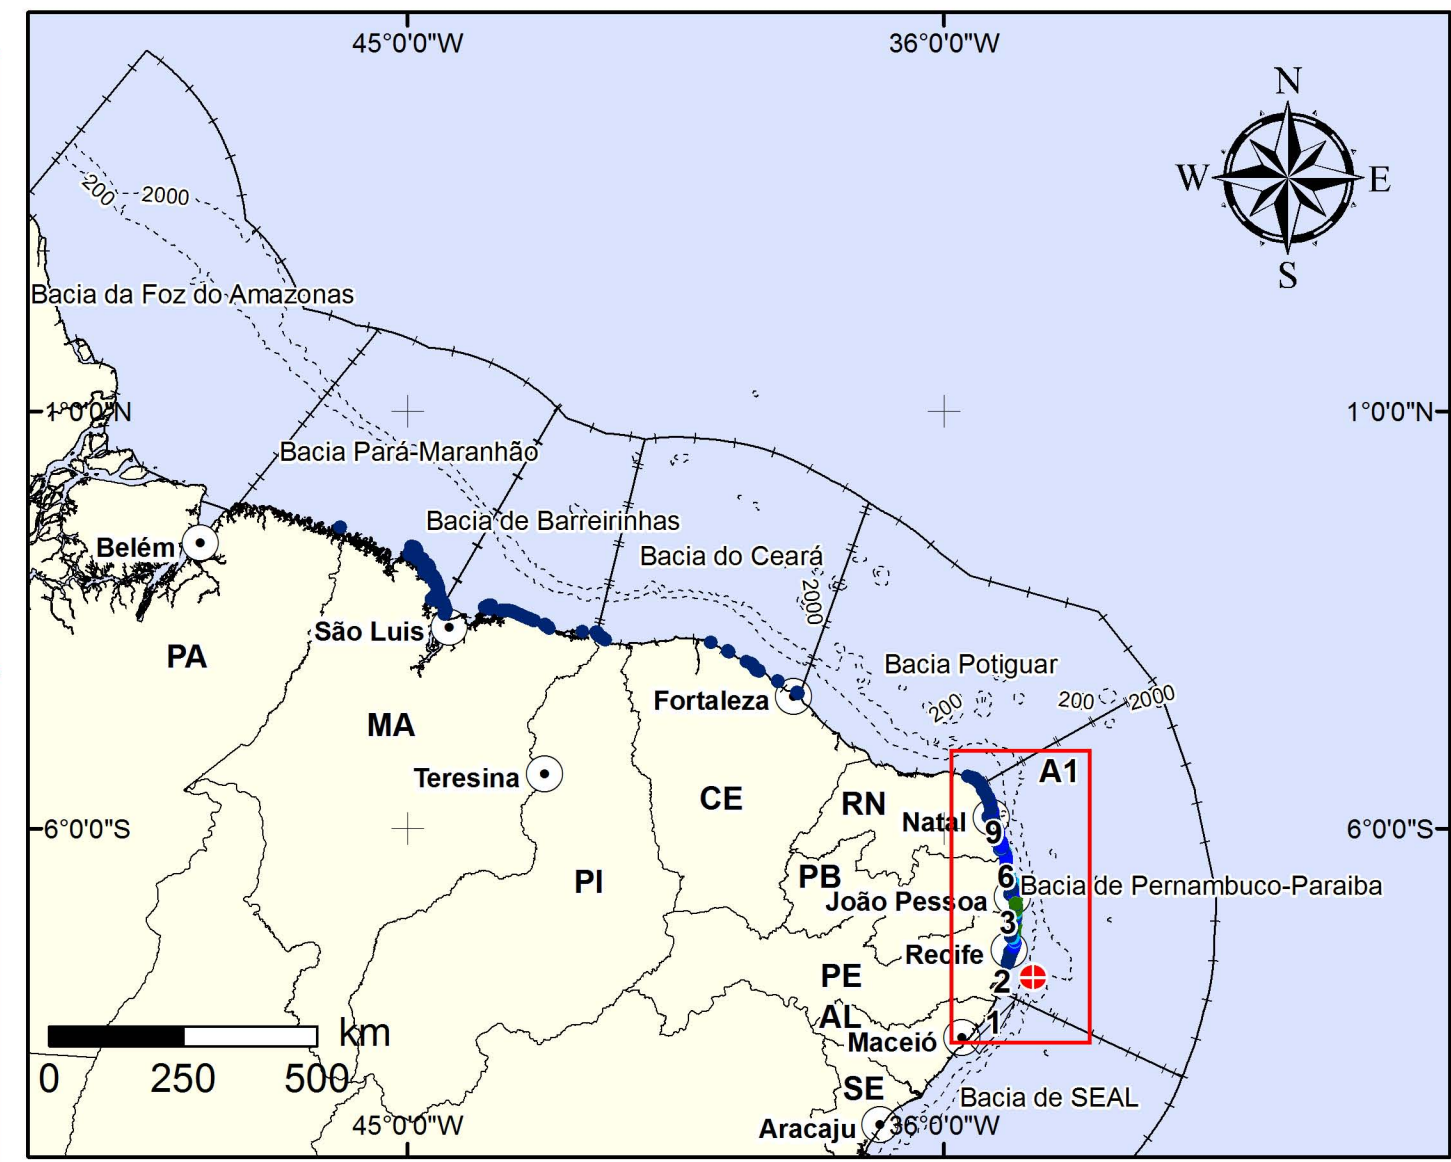 45°0'0"W
36°0'0"W
N
W
E
S
200
2000
Bacia da Foz do Amazonas
1°0'0"N
1°0'0"N
Bacia Pará-Maranhão
Bacia de Barreirinhas
Belém
Bacia do Ceará
2000
São Luis
PA
Bacia Potiguar
Fortaleza
200
200
2000
MA
A1
Teresina
CE
RN
Natal
9
6°0'0"S
6°0'0"S
PI
PB
6
Bacia de Pernambuco-Paraiba
João Pessoa
3
Recife
PE
2
AL
1
Maceió
km
0
250
500
SE
Bacia de SEAL
45°0'0"W
Aracaju
36°0'0"W